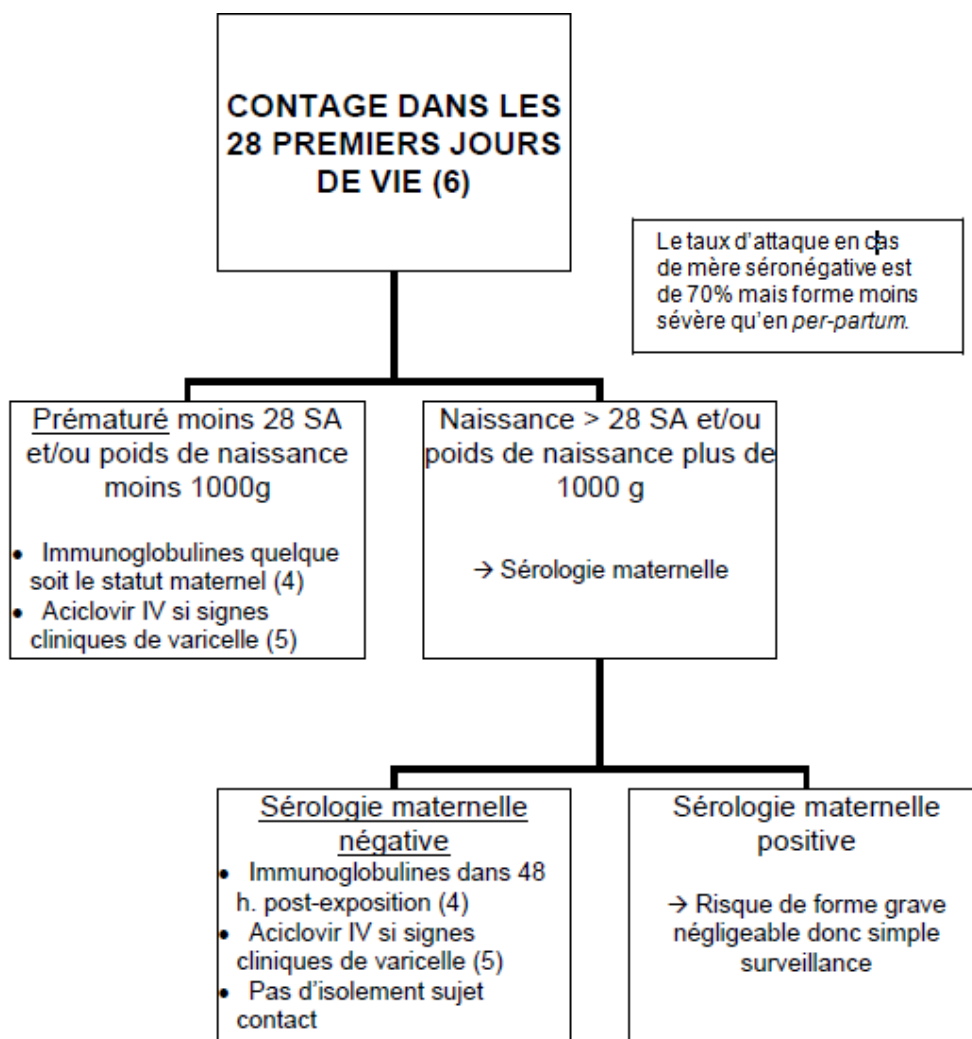 CONTAGE DANS LES
28 PREMIERS JOURS
DE VIE (6)
Le taux d'attaque en cas
de mère séronégative est
de 70% mais forme moins
sévère qu'en per-partum.
Prématuré moins 28 SA
et/ou poids de naissance
moins 1000g
• Immunoglobulines quelque
soit le statut maternel (4)
• Aciclovir IV si signes
cliniques de varicelle (5)
Naissance > 28 SA et/ou
poids de naissance plus de
1000 g
→ Sérologie maternelle
Sérologie maternelle
négative
• Immunoglobulines dans 48
h. post-exposition (4)
• Aciclovir IV si signes
cliniques de varicelle (5)
• Pas d'isolement sujet
contact
Sérologie maternelle
positive
→ Risque de forme grave
négligeable donc simple
surveillance